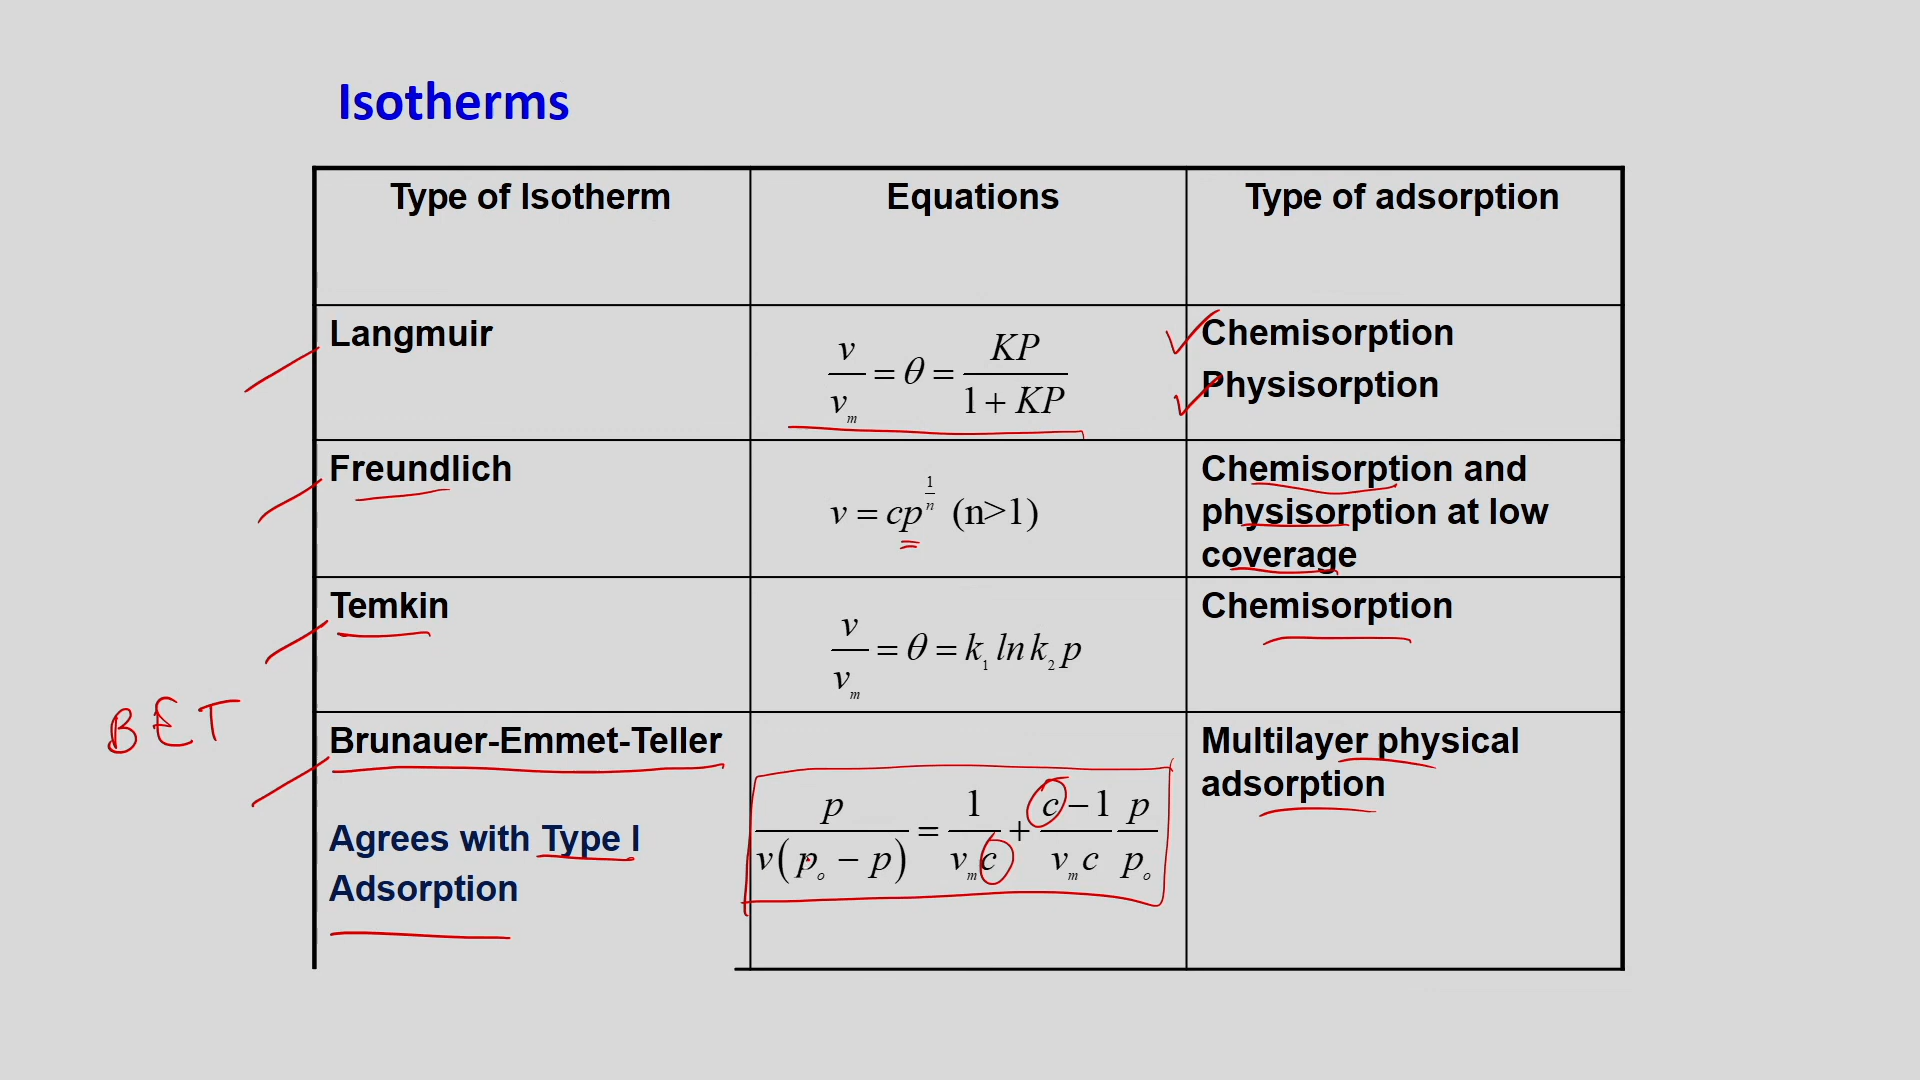 Isotherms
Type of Isotherm Equations Type of adsorption
Langmuir
v/v_m = θ = KP/(1 + KP)
Chemisorption
Physisorption
Freundlich
v = cp^(1/n) (n>1)
Chemisorption and
physisorption at low
coverage
Temkin
v/v_m = θ = k_1 ln k_2 p
Chemisorption
BET
Brunauer-Emmet-Teller
Agrees with Type I
Adsorption
p/(v(p_o − p)) = 1/(v_m c) + (c − 1)/(v_m c) p/p_o
Multilayer physical
adsorption